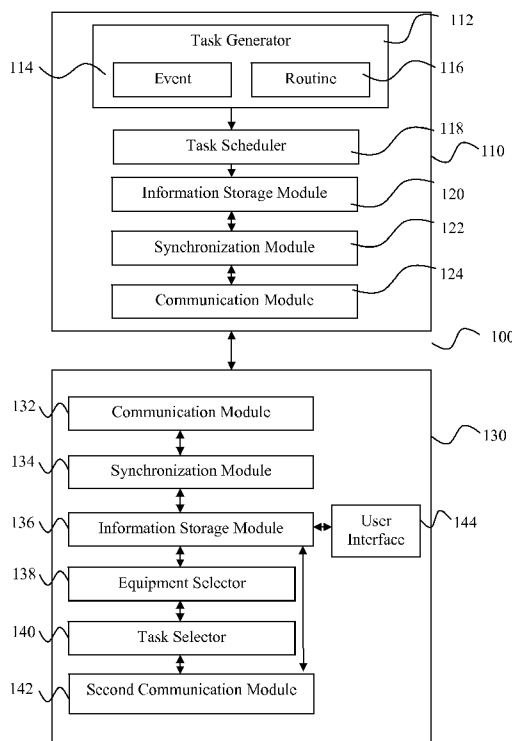 112
Task Generator
114
Event
Routine
116
118
Task Scheduler
110
Information Storage Module
120
Synchronization Module
122
Communication Module
124
100
132
Communication Module
130
134
Synchronization Module
136
Information Storage Module
User
Interface
144
138
Equipment Selector
140
Task Selector
142
Second Communication Module